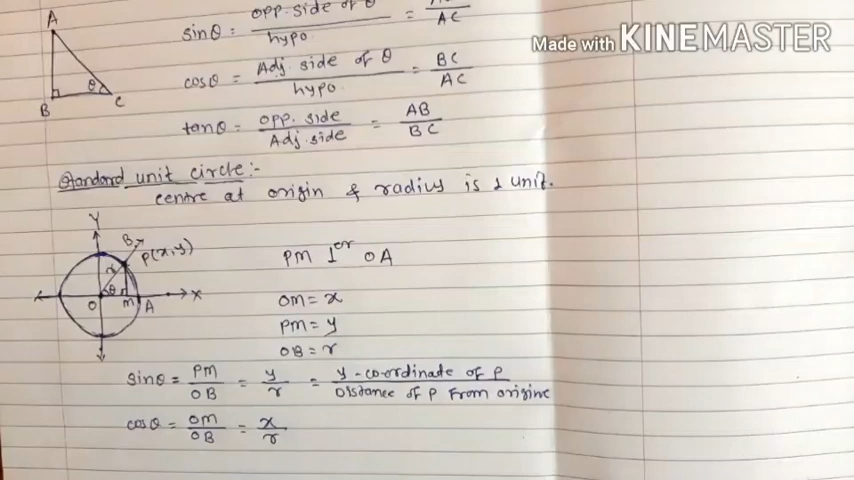 A
B
C
θ
sinθ = opp. side of θ / hypo = / AC
Made with KINEMASTER
cosθ = Adj. side of θ / hypo. = BC / AC
tanθ = opp. side / Adj. side = AB / BC
Standard unit circle:-
centre at origin & radius is 1 unit.
Y
B
P(x,y)
r
θ
O
M
A
X
PM ⊥er OA
OM = x
PM = y
OB = r
sinθ = PM / OB = y / r = y-co-ordinate of P / Distance of P From origine
cosθ = OM / OB = x / r